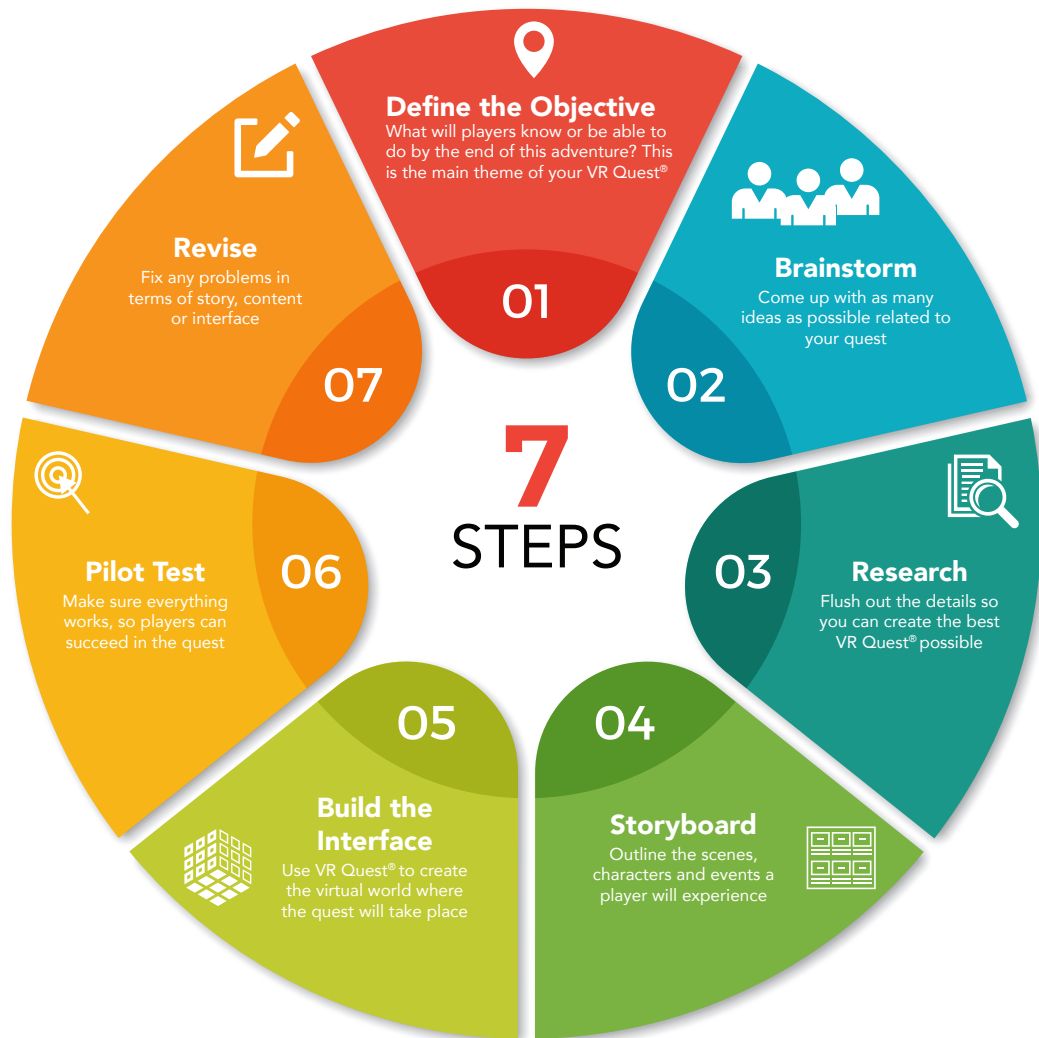 7
STEPS
Define the Objective
What will players know or be able to
do by the end of this adventure? This
is the main theme of your VR Quest®
01
Brainstorm
Come up with as many
ideas as possible related to
your quest
02
Research
Flush out the details so
you can create the best
VR Quest® possible
03
Storyboard
Outline the scenes,
characters and events a
player will experience
04
Build the
Interface
Use VR Quest® to create
the virtual world where
the quest will take place
05
Pilot Test
Make sure everything
works, so players can
succeed in the quest
06
Revise
Fix any problems in
terms of story, content
or interface
07